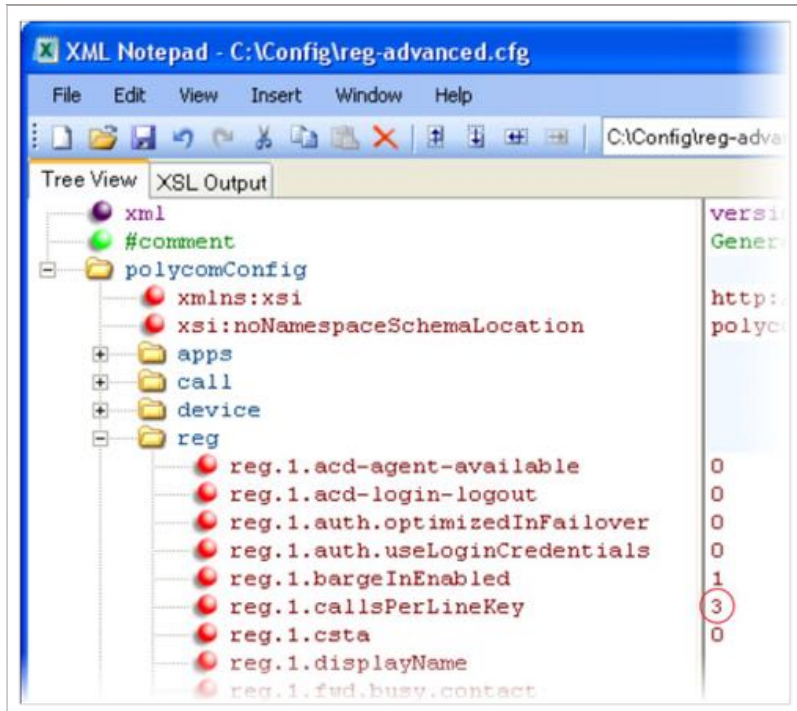 XML Notepad - C:\Config\reg-advanced.cfg
File Edit View Insert Window Help
C:\Config\reg-adva
Tree View XSL Output
xml versi
#comment Gener
polycomConfig
xmlns:xsi http:
xsi:noNamespaceSchemaLocation polyc
apps
call
device
reg
reg.1.acd-agent-available 0
reg.1.acd-login-logout 0
reg.1.auth.optimizedInFailover 0
reg.1.auth.useLoginCredentials 0
reg.1.bargeInEnabled 1
reg.1.callsPerLineKey 3
reg.1.csta 0
reg.1.displayName
reg.1.fwd.busy.contact